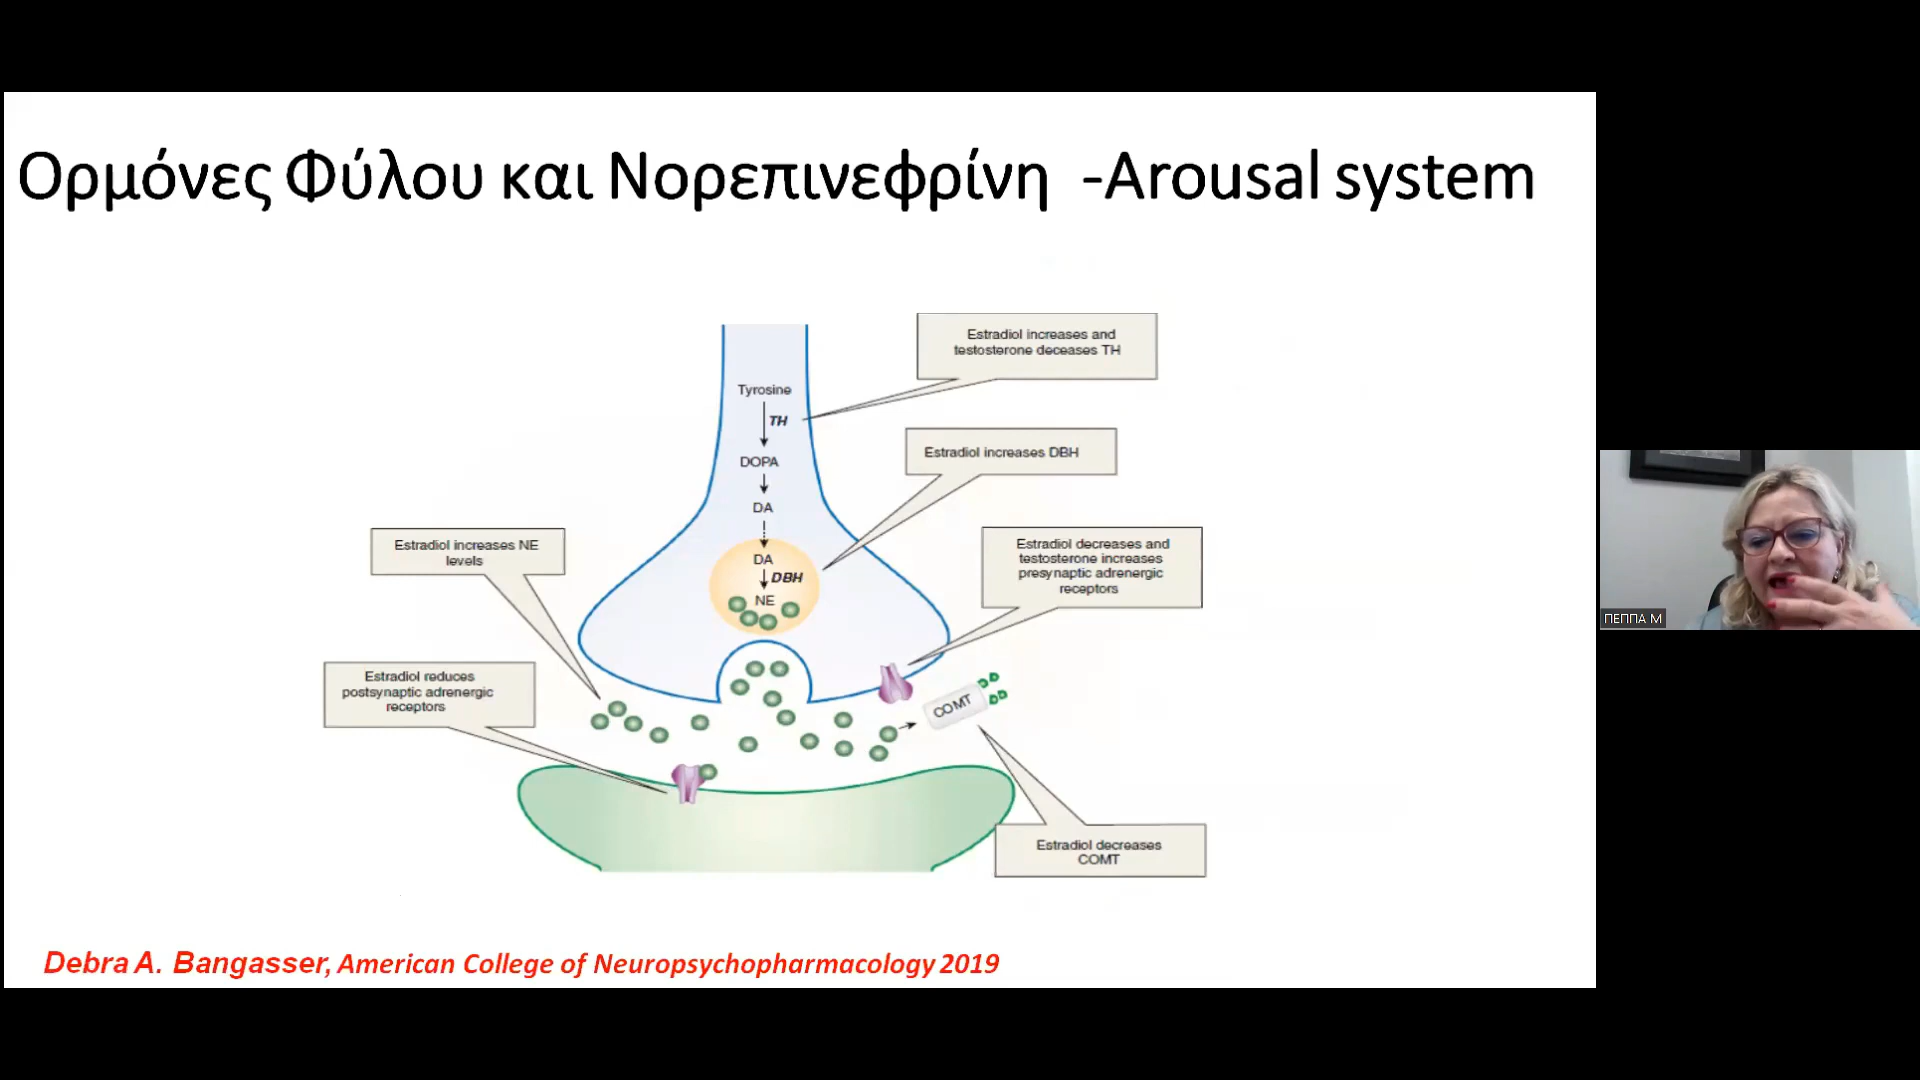 Ορμόνες Φύλου και Νορεπινεφρίνη -Arousal system
Estradiol increases and
testosterone deceases TH
Tyrosine
TH
Estradiol increases DBH
DOPA
DA
Estradiol increases NE
levels
DA
DBH
NE
Estradiol decreases and
testosterone increases
presynaptic adrenergic
receptors
ΠΕΠΠΑ Μ
Estradiol reduces
postsynaptic adrenergic
receptors
COMT
Estradiol decreases
COMT
Debra A. Bangasser, American College of Neuropsychopharmacology 2019